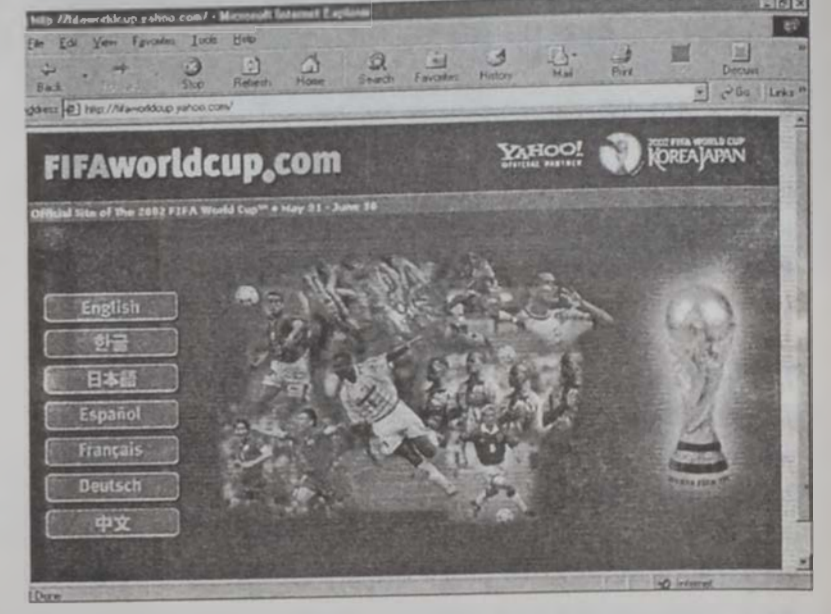 http://fifaworldcup.yahoo.com/ - Microsoft Internet Explorer
File Edit View Favorites Tools Help
Back Stop Refresh Home Search Favorites History Mail Print Discuss
Address http://fifaworldcup.yahoo.com/ Go Links
FIFAworldcup.com
YAHOO!
OFFICIAL PARTNER
2002 FIFA WORLD CUP
KOREAJAPAN
Official Site of The 2002 FIFA World Cup™ • May 31 - June 30
English
한글
日本語
Español
Français
Deutsch
中文
Done Internet